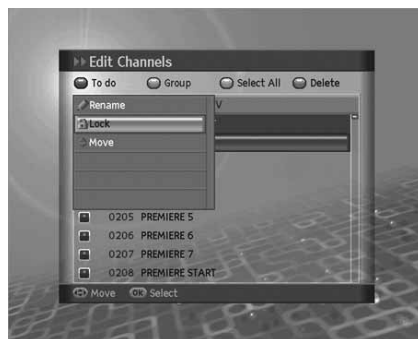 Edit Channels
To do Group Select All Delete
Rename
V
Lock
Move
0205 PREMIERE 5
0206 PREMIERE 6
0207 PREMIERE 7
0208 PREMIERE START
Move OK Select